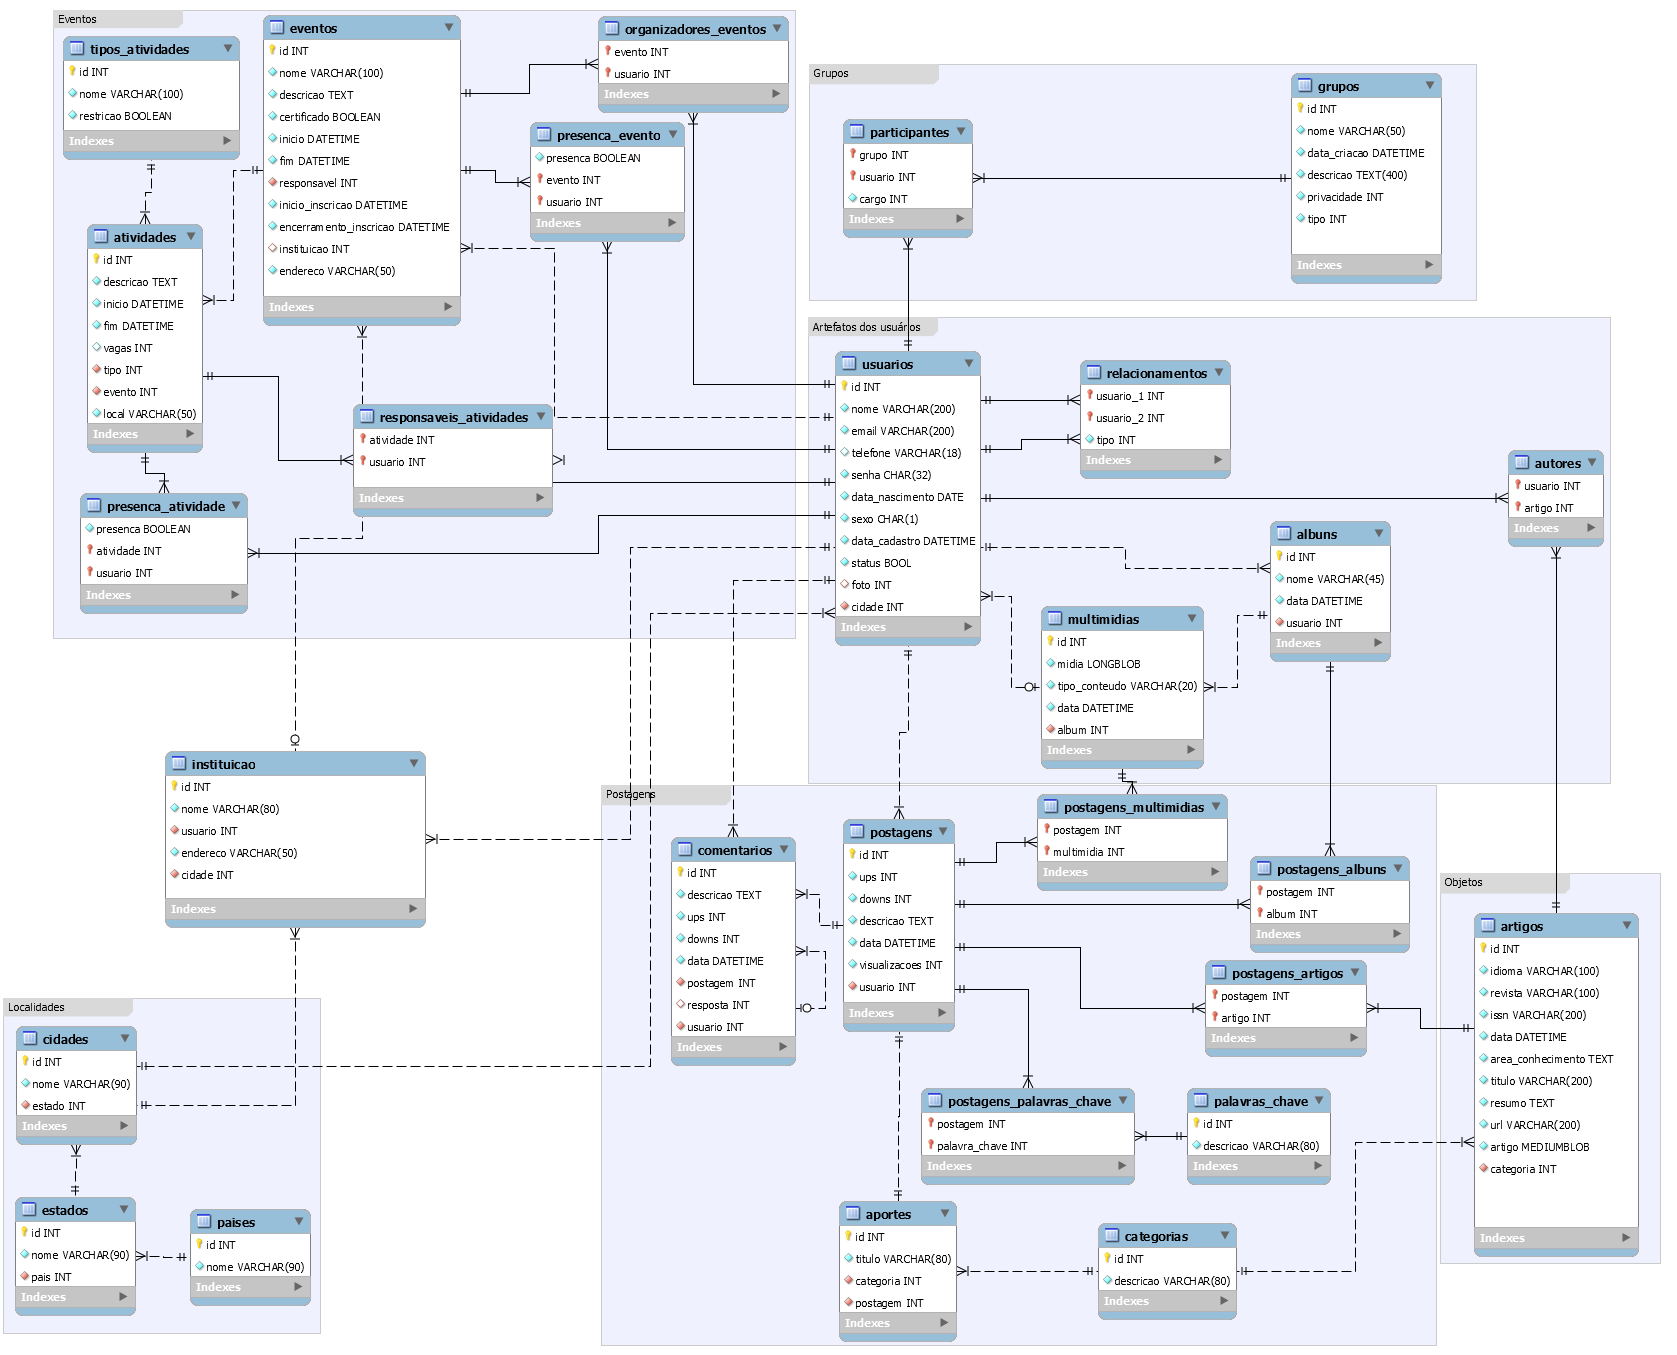 Eventos
tipos_atividades
id INT
nome VARCHAR(100)
restricao BOOLEAN
Indexes
eventos
id INT
nome VARCHAR(100)
descricao TEXT
certificado BOOLEAN
inicio DATETIME
fim DATETIME
responsavel INT
inicio_inscricao DATETIME
encerramento_inscricao DATETIME
instituicao INT
endereco VARCHAR(50)
Indexes
organizadores_eventos
evento INT
usuario INT
Indexes
presenca_evento
presenca BOOLEAN
evento INT
usuario INT
Indexes
atividades
id INT
descricao TEXT
inicio DATETIME
fim DATETIME
vagas INT
tipo INT
evento INT
local VARCHAR(50)
Indexes
responsaveis_atividades
atividade INT
usuario INT
Indexes
presenca_atividade
presenca BOOLEAN
atividade INT
usuario INT
Indexes
Grupos
participantes
grupo INT
usuario INT
cargo INT
Indexes
grupos
id INT
nome VARCHAR(50)
data_criacao DATETIME
descricao TEXT(400)
privacidade INT
tipo INT
Indexes
Artefatos dos usuários
usuarios
id INT
nome VARCHAR(200)
email VARCHAR(200)
telefone VARCHAR(18)
senha CHAR(32)
data_nascimento DATE
sexo CHAR(1)
data_cadastro DATETIME
status BOOL
foto INT
cidade INT
Indexes
relacionamentos
usuario_1 INT
usuario_2 INT
tipo INT
Indexes
autores
usuario INT
artigo INT
Indexes
albuns
id INT
nome VARCHAR(45)
data DATETIME
usuario INT
Indexes
multimidias
id INT
midia LONGBLOB
tipo_conteudo VARCHAR(20)
data DATETIME
album INT
Indexes
instituicao
id INT
nome VARCHAR(80)
usuario INT
endereco VARCHAR(50)
cidade INT
Indexes
Postagens
comentarios
id INT
descricao TEXT
ups INT
downs INT
data DATETIME
postagem INT
resposta INT
usuario INT
Indexes
postagens
id INT
ups INT
downs INT
descricao TEXT
data DATETIME
visualizacoes INT
usuario INT
Indexes
postagens_multimidias
postagem INT
multimidia INT
Indexes
postagens_albuns
postagem INT
album INT
Indexes
postagens_artigos
postagem INT
artigo INT
Indexes
postagens_palavras_chave
postagem INT
palavra_chave INT
Indexes
palavras_chave
id INT
descricao VARCHAR(80)
Indexes
aportes
id INT
titulo VARCHAR(80)
categoria INT
postagem INT
Indexes
categorias
id INT
descricao VARCHAR(80)
Indexes
Objetos
artigos
id INT
idioma VARCHAR(100)
revista VARCHAR(100)
issn VARCHAR(200)
data DATETIME
area_conhecimento TEXT
titulo VARCHAR(200)
resumo TEXT
url VARCHAR(200)
artigo MEDIUMBLOB
categoria INT
Indexes
Localidades
cidades
id INT
nome VARCHAR(90)
estado INT
Indexes
estados
id INT
nome VARCHAR(90)
pais INT
Indexes
paises
id INT
nome VARCHAR(90)
Indexes